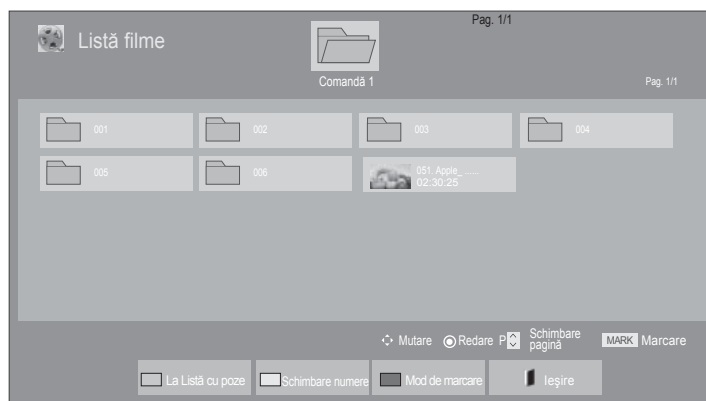 Pag. 1/1
Listă filme
Comandă 1
Pag. 1/1
001
002
003
004
005
006
051. Apple_ ......
02:30:25
Mutare
Redare
P
Schimbare
pagină
MARK Marcare
La Listă cu poze
Schimbare numere
Mod de marcare
Ieşire